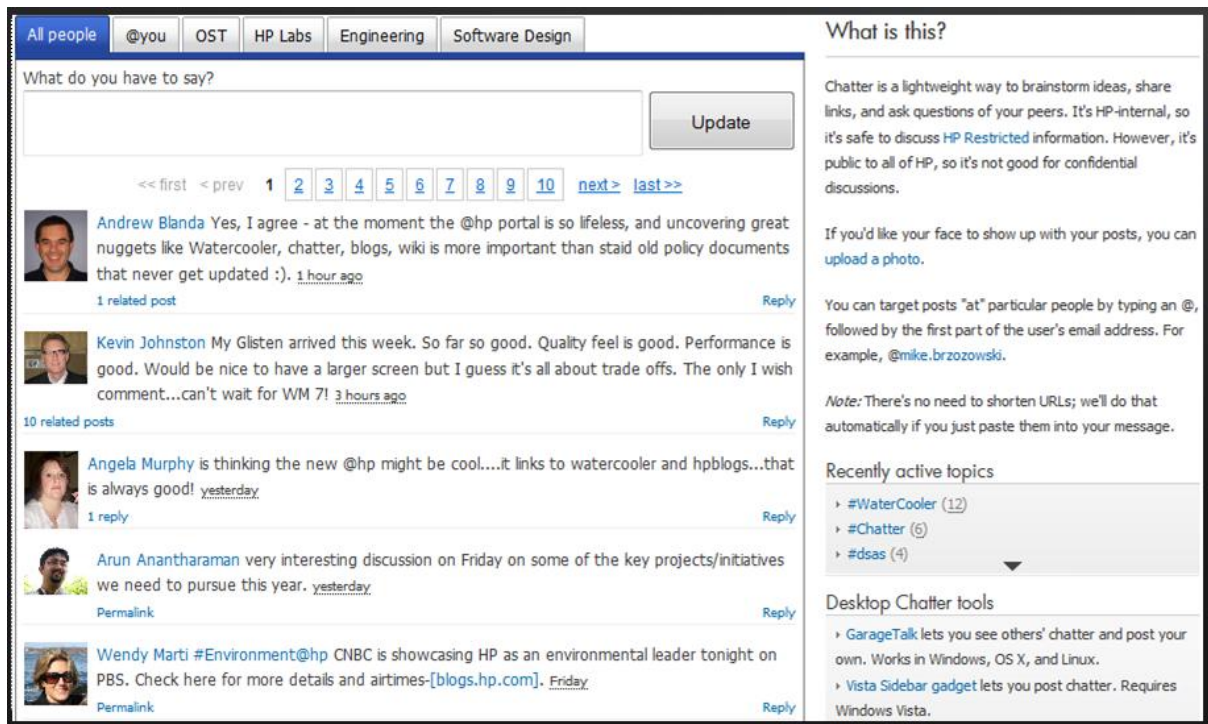 All people @you OST HP Labs Engineering Software Design
What do you have to say?
Update
<< first < prev 1 2 3 4 5 6 7 8 9 10 next > last >>
Andrew Blanda Yes, I agree - at the moment the @hp portal is so lifeless, and uncovering great
nuggets like Watercooler, chatter, blogs, wiki is more important than staid old policy documents
that never get updated :). 1 hour ago
1 related post Reply
Kevin Johnston My Glisten arrived this week. So far so good. Quality feel is good. Performance is
good. Would be nice to have a larger screen but I guess it's all about trade offs. The only I wish
comment...can't wait for WM 7! 3 hours ago
10 related posts Reply
Angela Murphy is thinking the new @hp might be cool....it links to watercooler and hpblogs...that
is always good! yesterday
1 reply Reply
Arun Anantharaman very interesting discussion on Friday on some of the key projects/initiatives
we need to pursue this year. yesterday
Permalink Reply
Wendy Marti #Environment@hp CNBC is showcasing HP as an environmental leader tonight on
PBS. Check here for more details and airtimes-[blogs.hp.com]. Friday
Permalink Reply
What is this?
Chatter is a lightweight way to brainstorm ideas, share
links, and ask questions of your peers. It's HP-internal, so
it's safe to discuss HP Restricted information. However, it's
public to all of HP, so it's not good for confidential
discussions.
If you'd like your face to show up with your posts, you can
upload a photo.
You can target posts "at" particular people by typing an @,
followed by the first part of the user's email address. For
example, @mike.brzozowski.
Note: There's no need to shorten URLs; we'll do that
automatically if you just paste them into your message.
Recently active topics
#WaterCooler (12)
#Chatter (6)
#dsas (4)
Desktop Chatter tools
GarageTalk lets you see others' chatter and post your
own. Works in Windows, OS X, and Linux.
Vista Sidebar gadget lets you post chatter. Requires
Windows Vista.